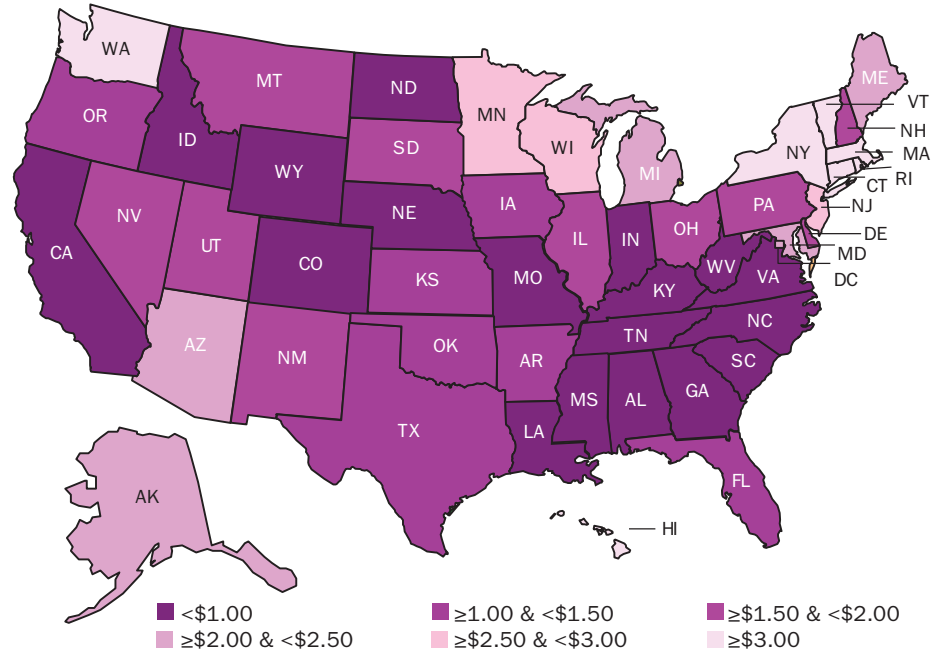 WA
MT
ND
MN
ME
VT
NH
MA
RI
CT
NJ
DE
MD
DC
OR
ID
WY
SD
WI
MI
NY
CA
NV
UT
CO
NE
IA
IL
IN
OH
PA
KS
MO
KY
WV
VA
AZ
NM
OK
AR
TN
NC
SC
TX
LA
MS
AL
GA
FL
AK
HI
<$1.00
≥1.00 & <$1.50
≥$1.50 & <$2.00
≥$2.00 & <$2.50
≥$2.50 & <$3.00
≥$3.00